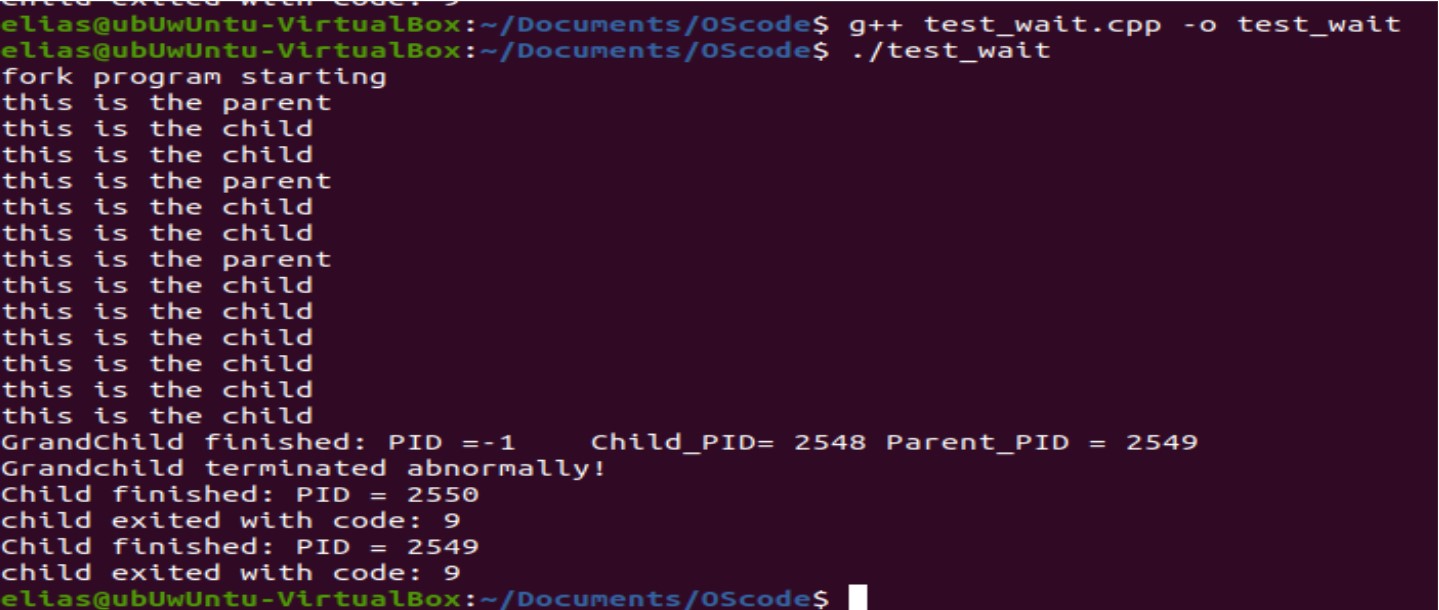 child exited with code: 9
elias@ubUwUntu-VirtualBox:~/Documents/OScode$ g++ test_wait.cpp -o test_wait
elias@ubUwUntu-VirtualBox:~/Documents/OScode$ ./test_wait
fork program starting
this is the parent
this is the child
this is the child
this is the parent
this is the child
this is the child
this is the parent
this is the child
this is the child
this is the child
this is the child
this is the child
this is the child
GrandChild finished: PID =-1    Child_PID= 2548 Parent_PID = 2549
Grandchild terminated abnormally!
Child finished: PID = 2550
child exited with code: 9
Child finished: PID = 2549
child exited with code: 9
elias@ubUwUntu-VirtualBox:~/Documents/OScode$